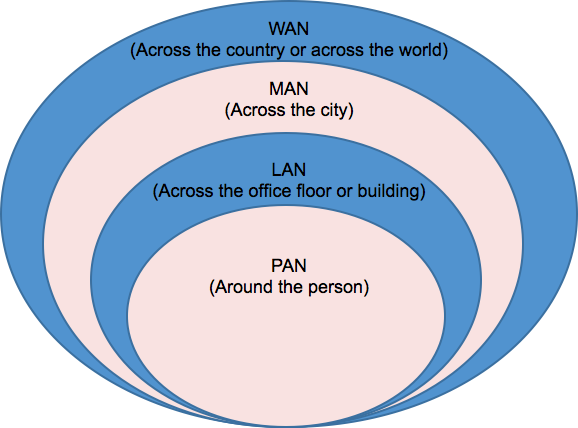 WAN
(Across the country or across the world)
MAN
(Across the city)
LAN
(Across the office floor or building)
PAN
(Around the person)